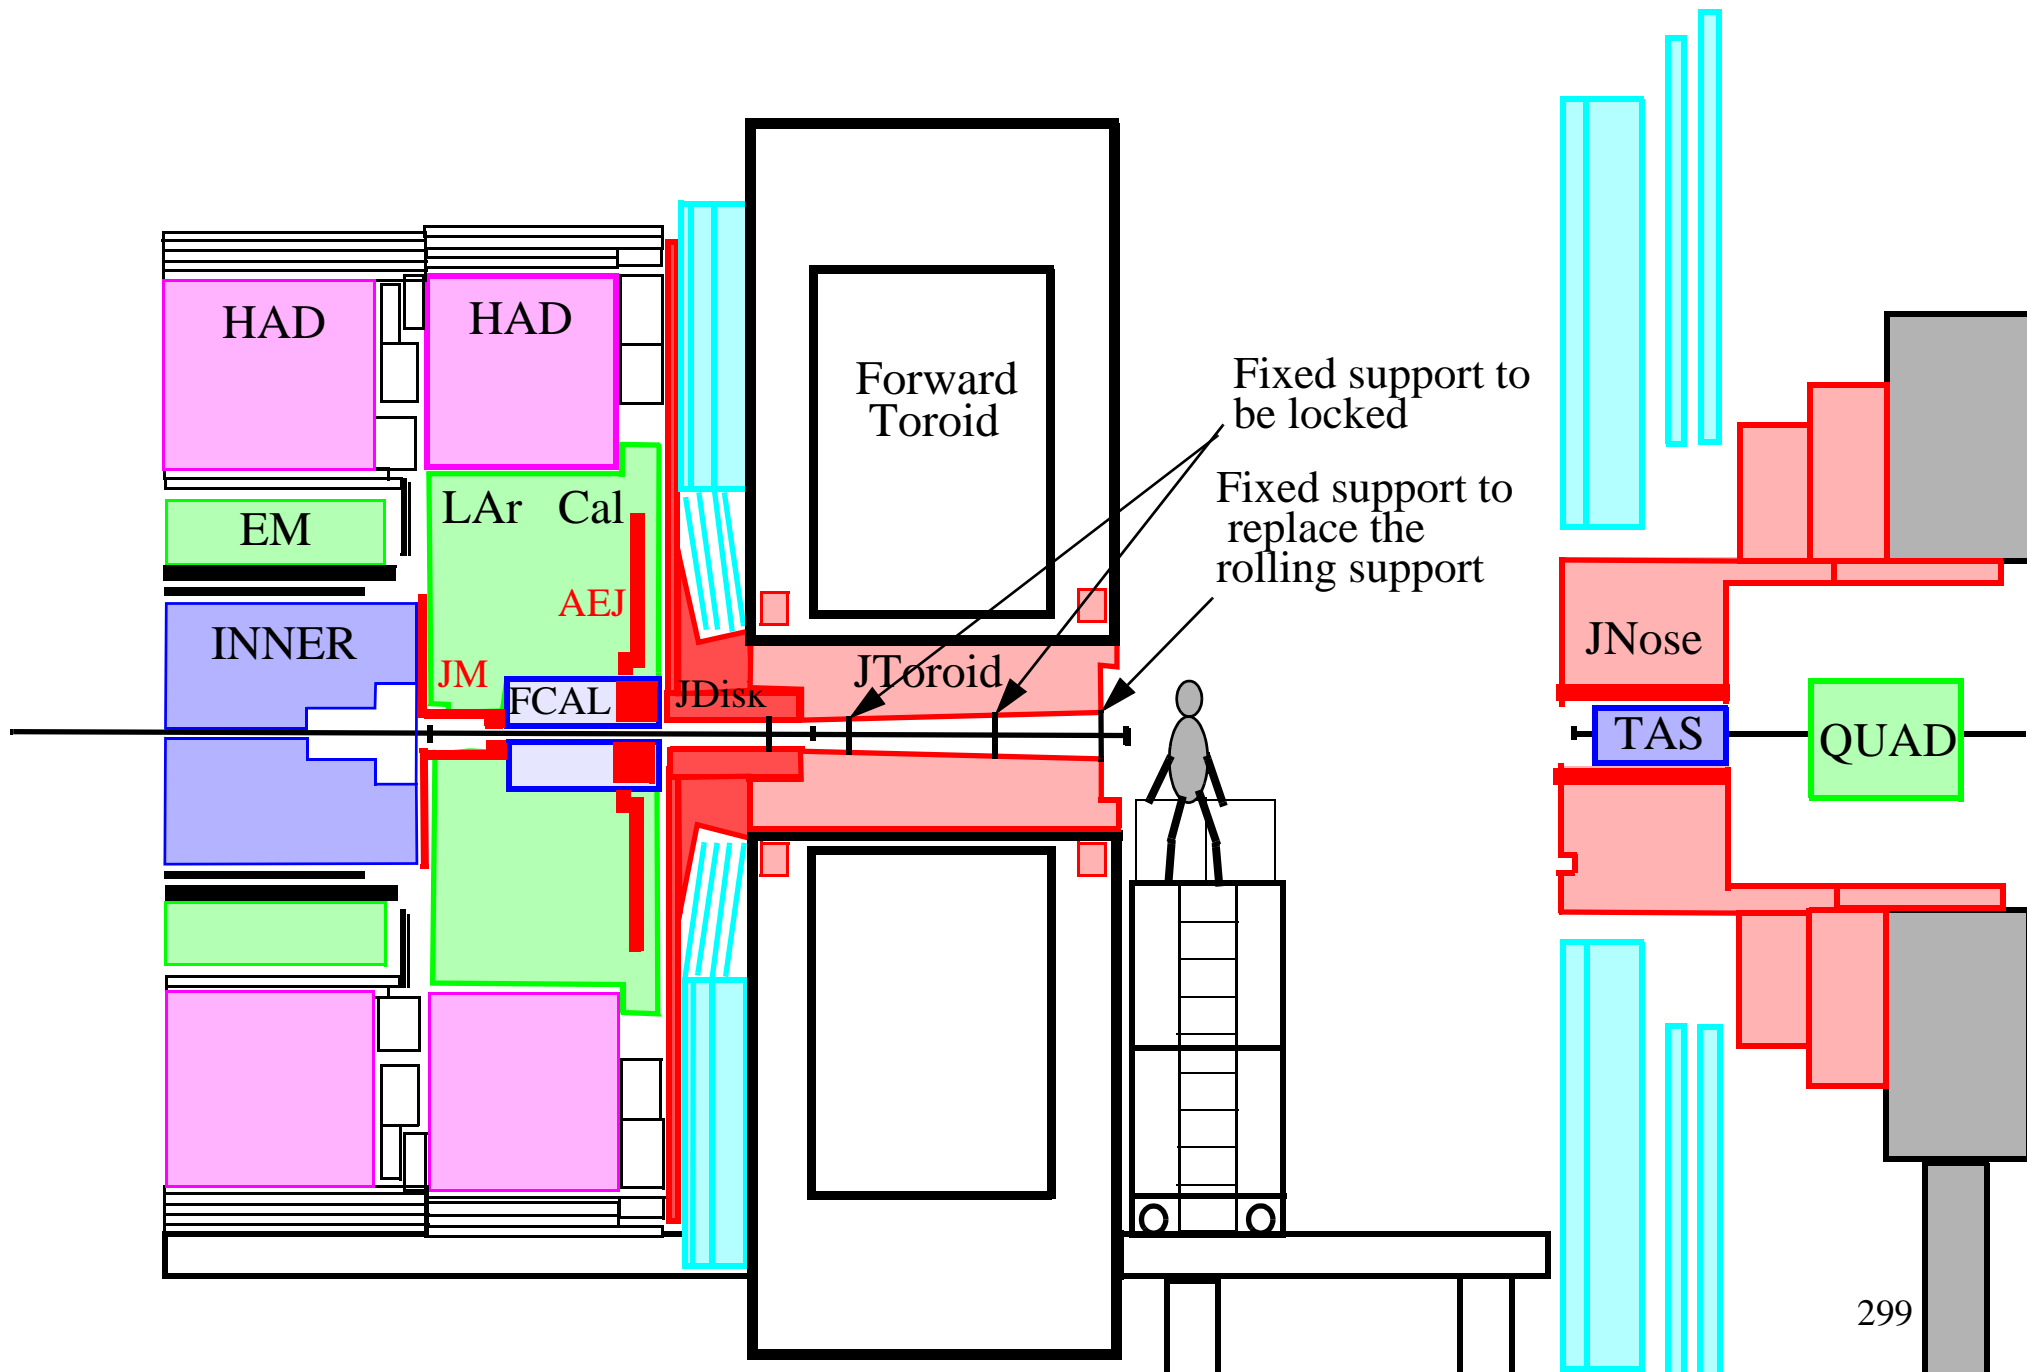 HAD
HAD
Forward
Toroid
Fixed support to
be locked
LAr Cal
Fixed support to
replace the
rolling support
EM
AEJ
INNER
JM
FCAL
JDisk
JToroid
JNose
TAS
QUAD
299